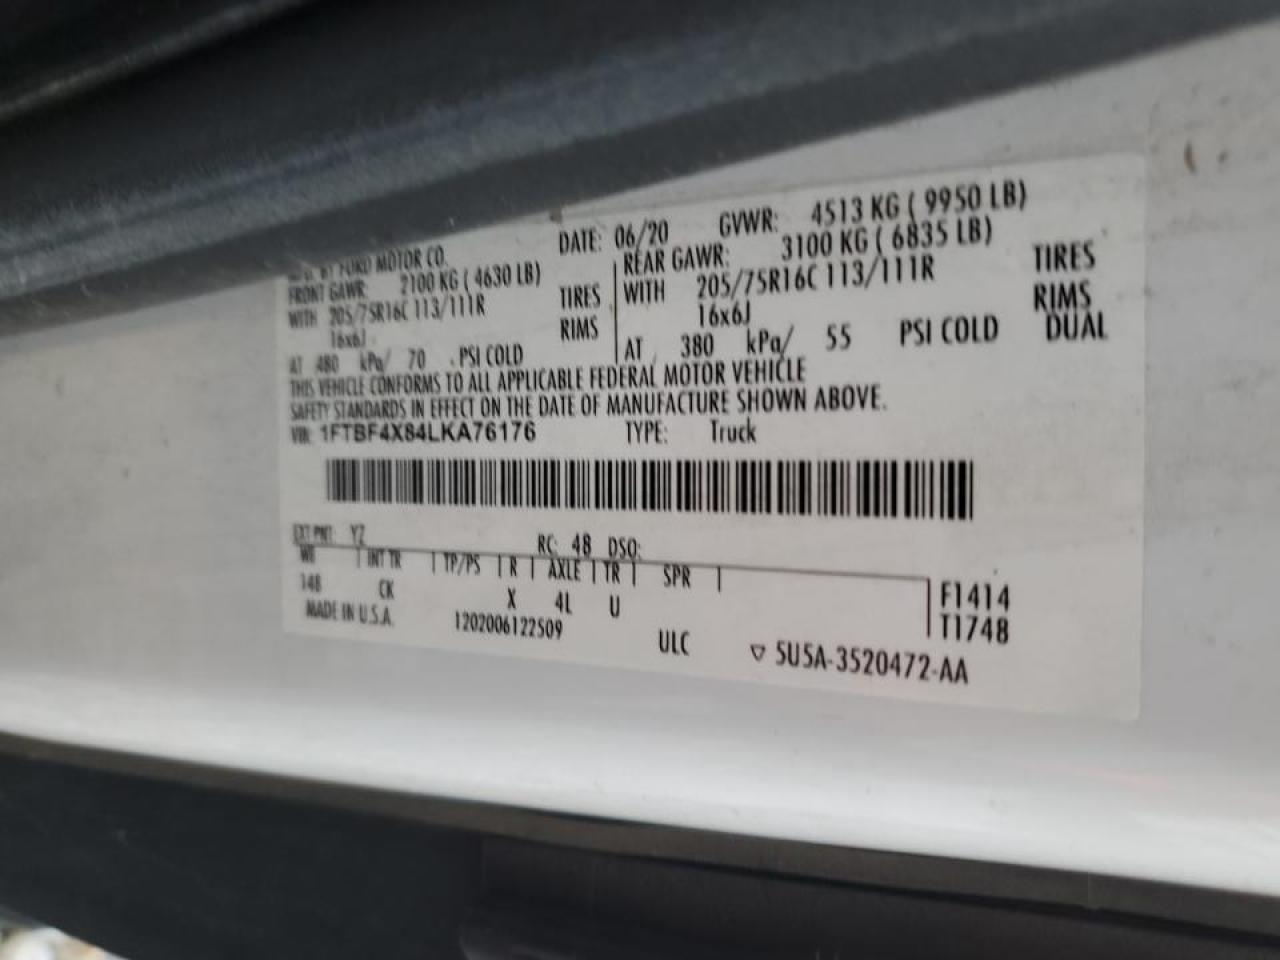 DATE: 06/20 GVWR: 4513 KG ( 9950 LB)
BY FORD MOTOR CO.
FRONT GAWR: 2100 KG ( 4630 LB) REAR GAWR: 3100 KG ( 6835 LB)
WITH 205/75R16C 113/111R TIRES WITH 205/75R16C 113/111R TIRES
16x6J RIMS 16x6J RIMS
AT 480 kPa/ 70 PSI COLD AT 380 kPa/ 55 PSI COLD DUAL
THIS VEHICLE CONFORMS TO ALL APPLICABLE FEDERAL MOTOR VEHICLE
SAFETY STANDARDS IN EFFECT ON THE DATE OF MANUFACTURE SHOWN ABOVE.
VIN: 1FTBF4X84LKA76176 TYPE: Truck
EXT PNT: YZ RC: 48 DSO:
WB | INT TR | TP/PS | R | AXLE | TR | SPR |
148 CK X 4L U F1414
T1748
MADE IN U.S.A. 1202006122509 ULC ▽ 5U5A-3520472-AA